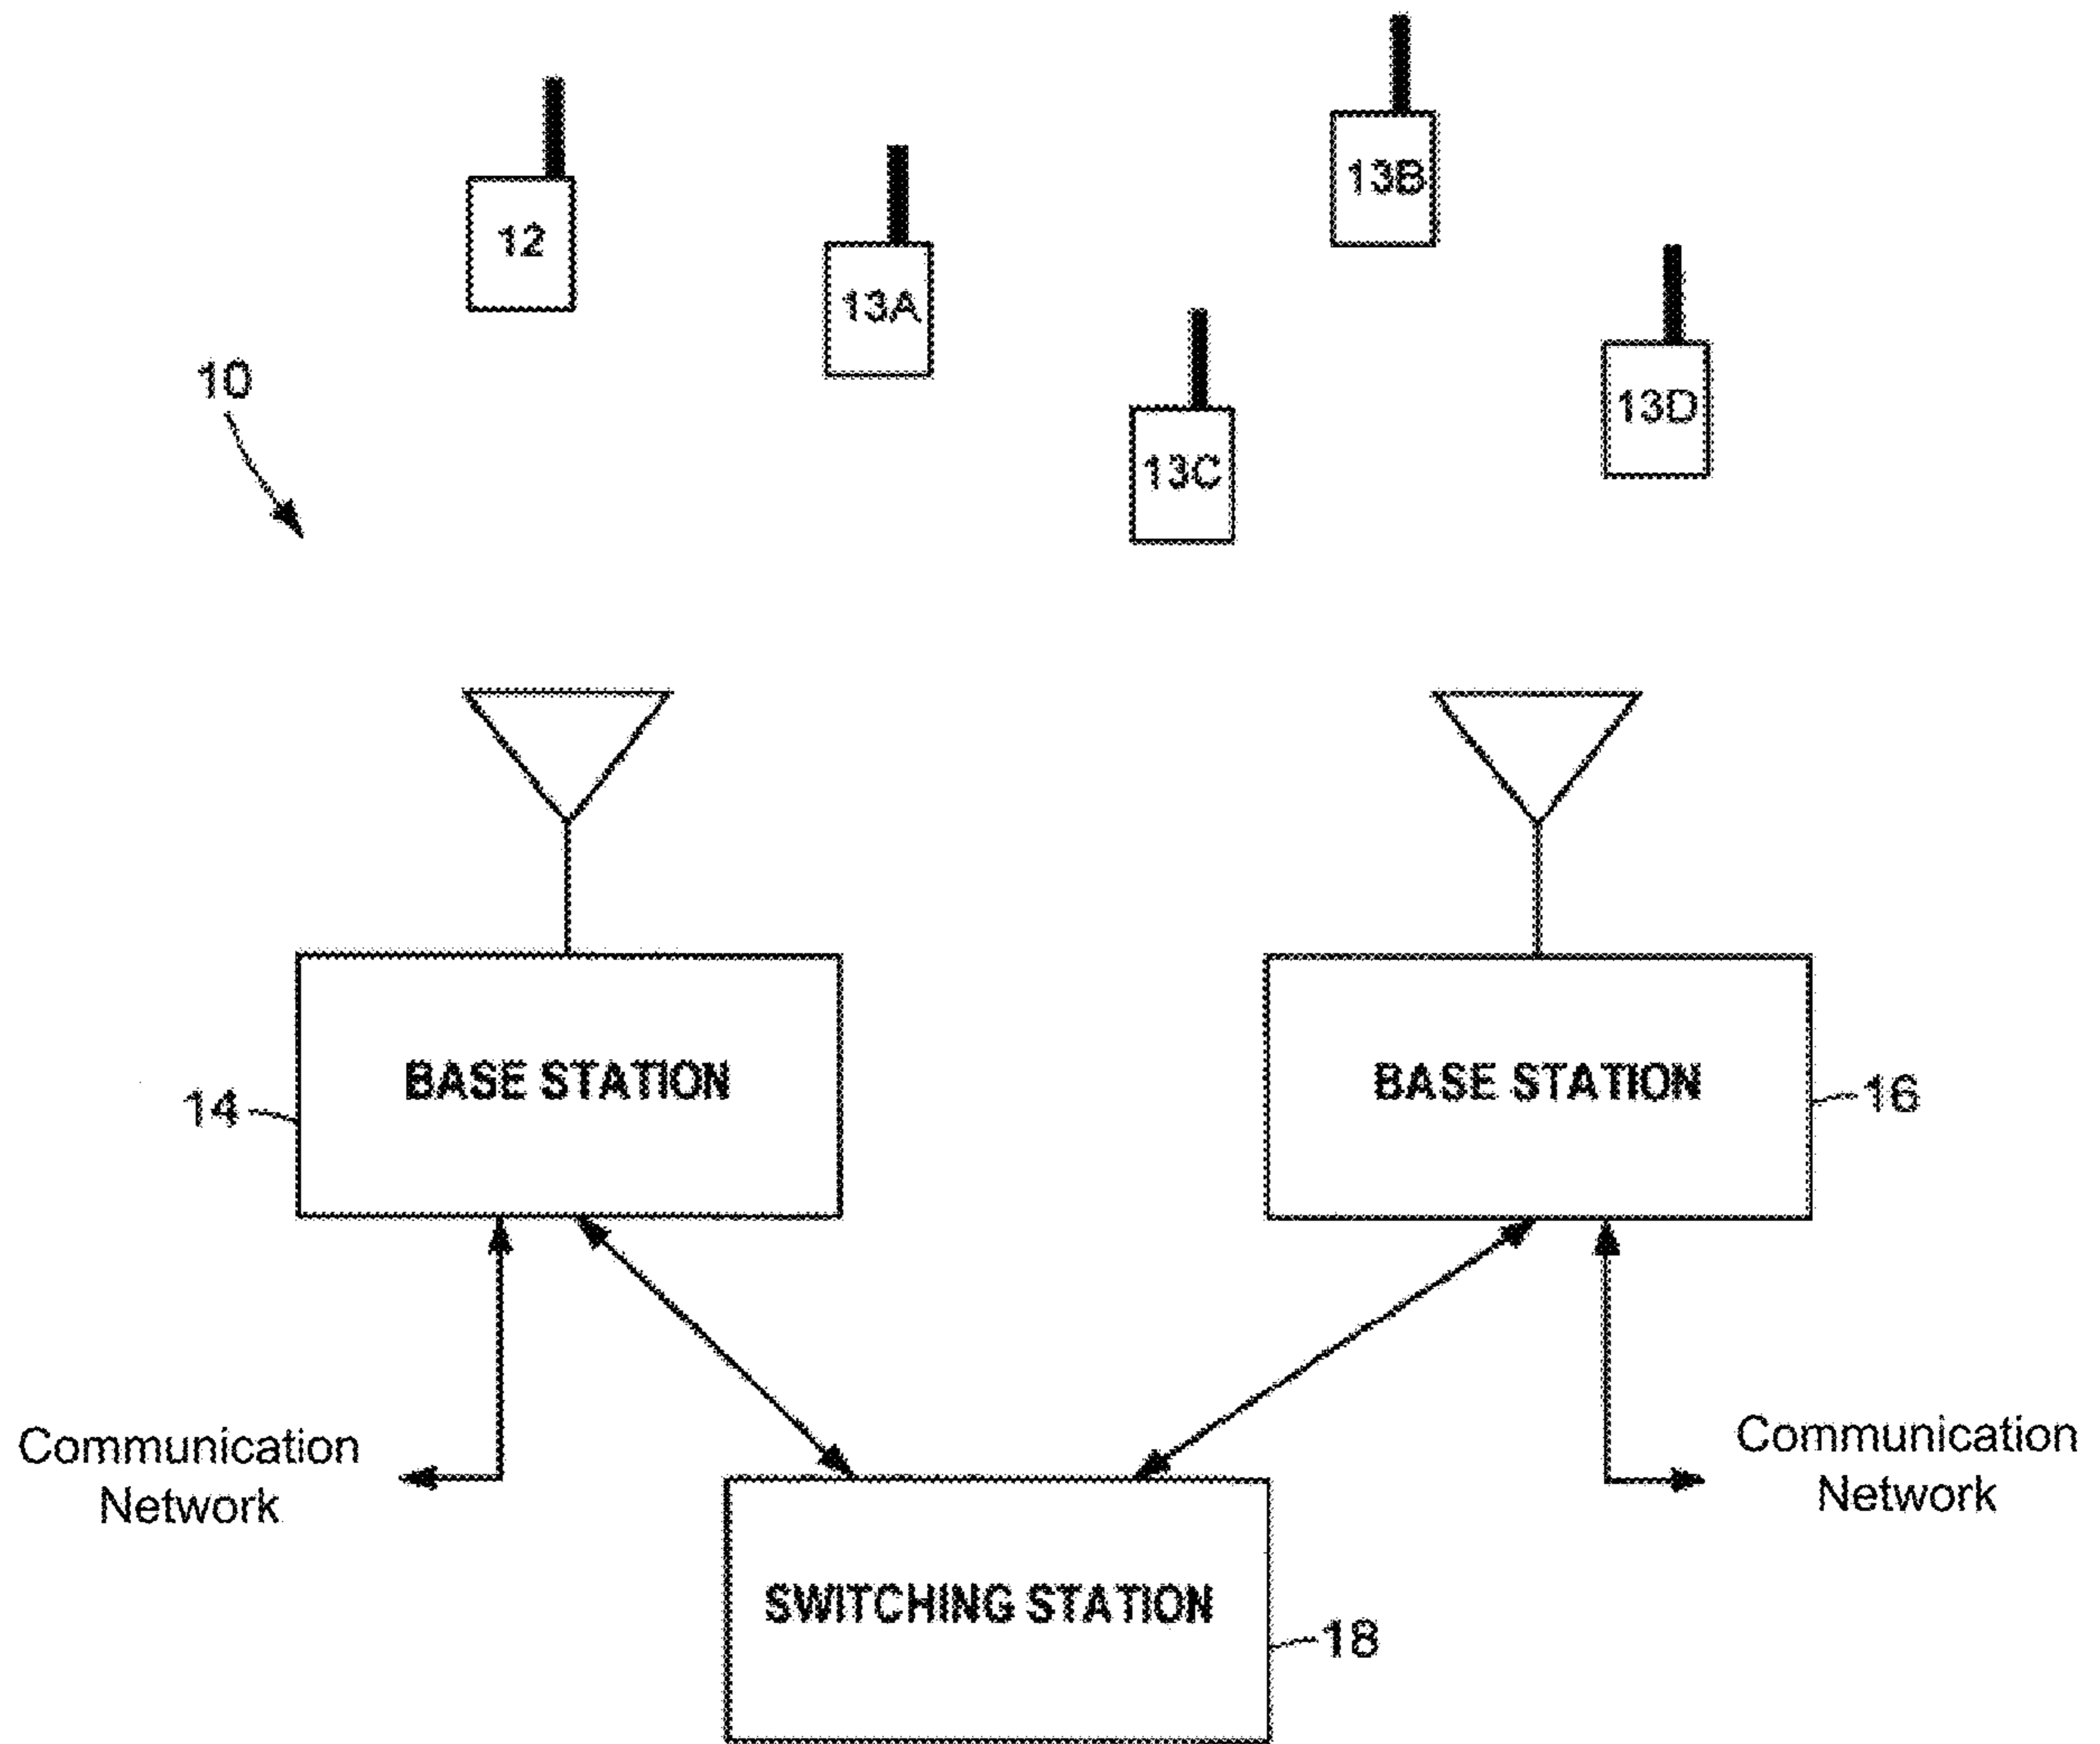 13B
12
13A
10
13D
13C
BASE STATION
BASE STATION
14
16
Communication
Network
Communication
Network
SWITCHING STATION
18